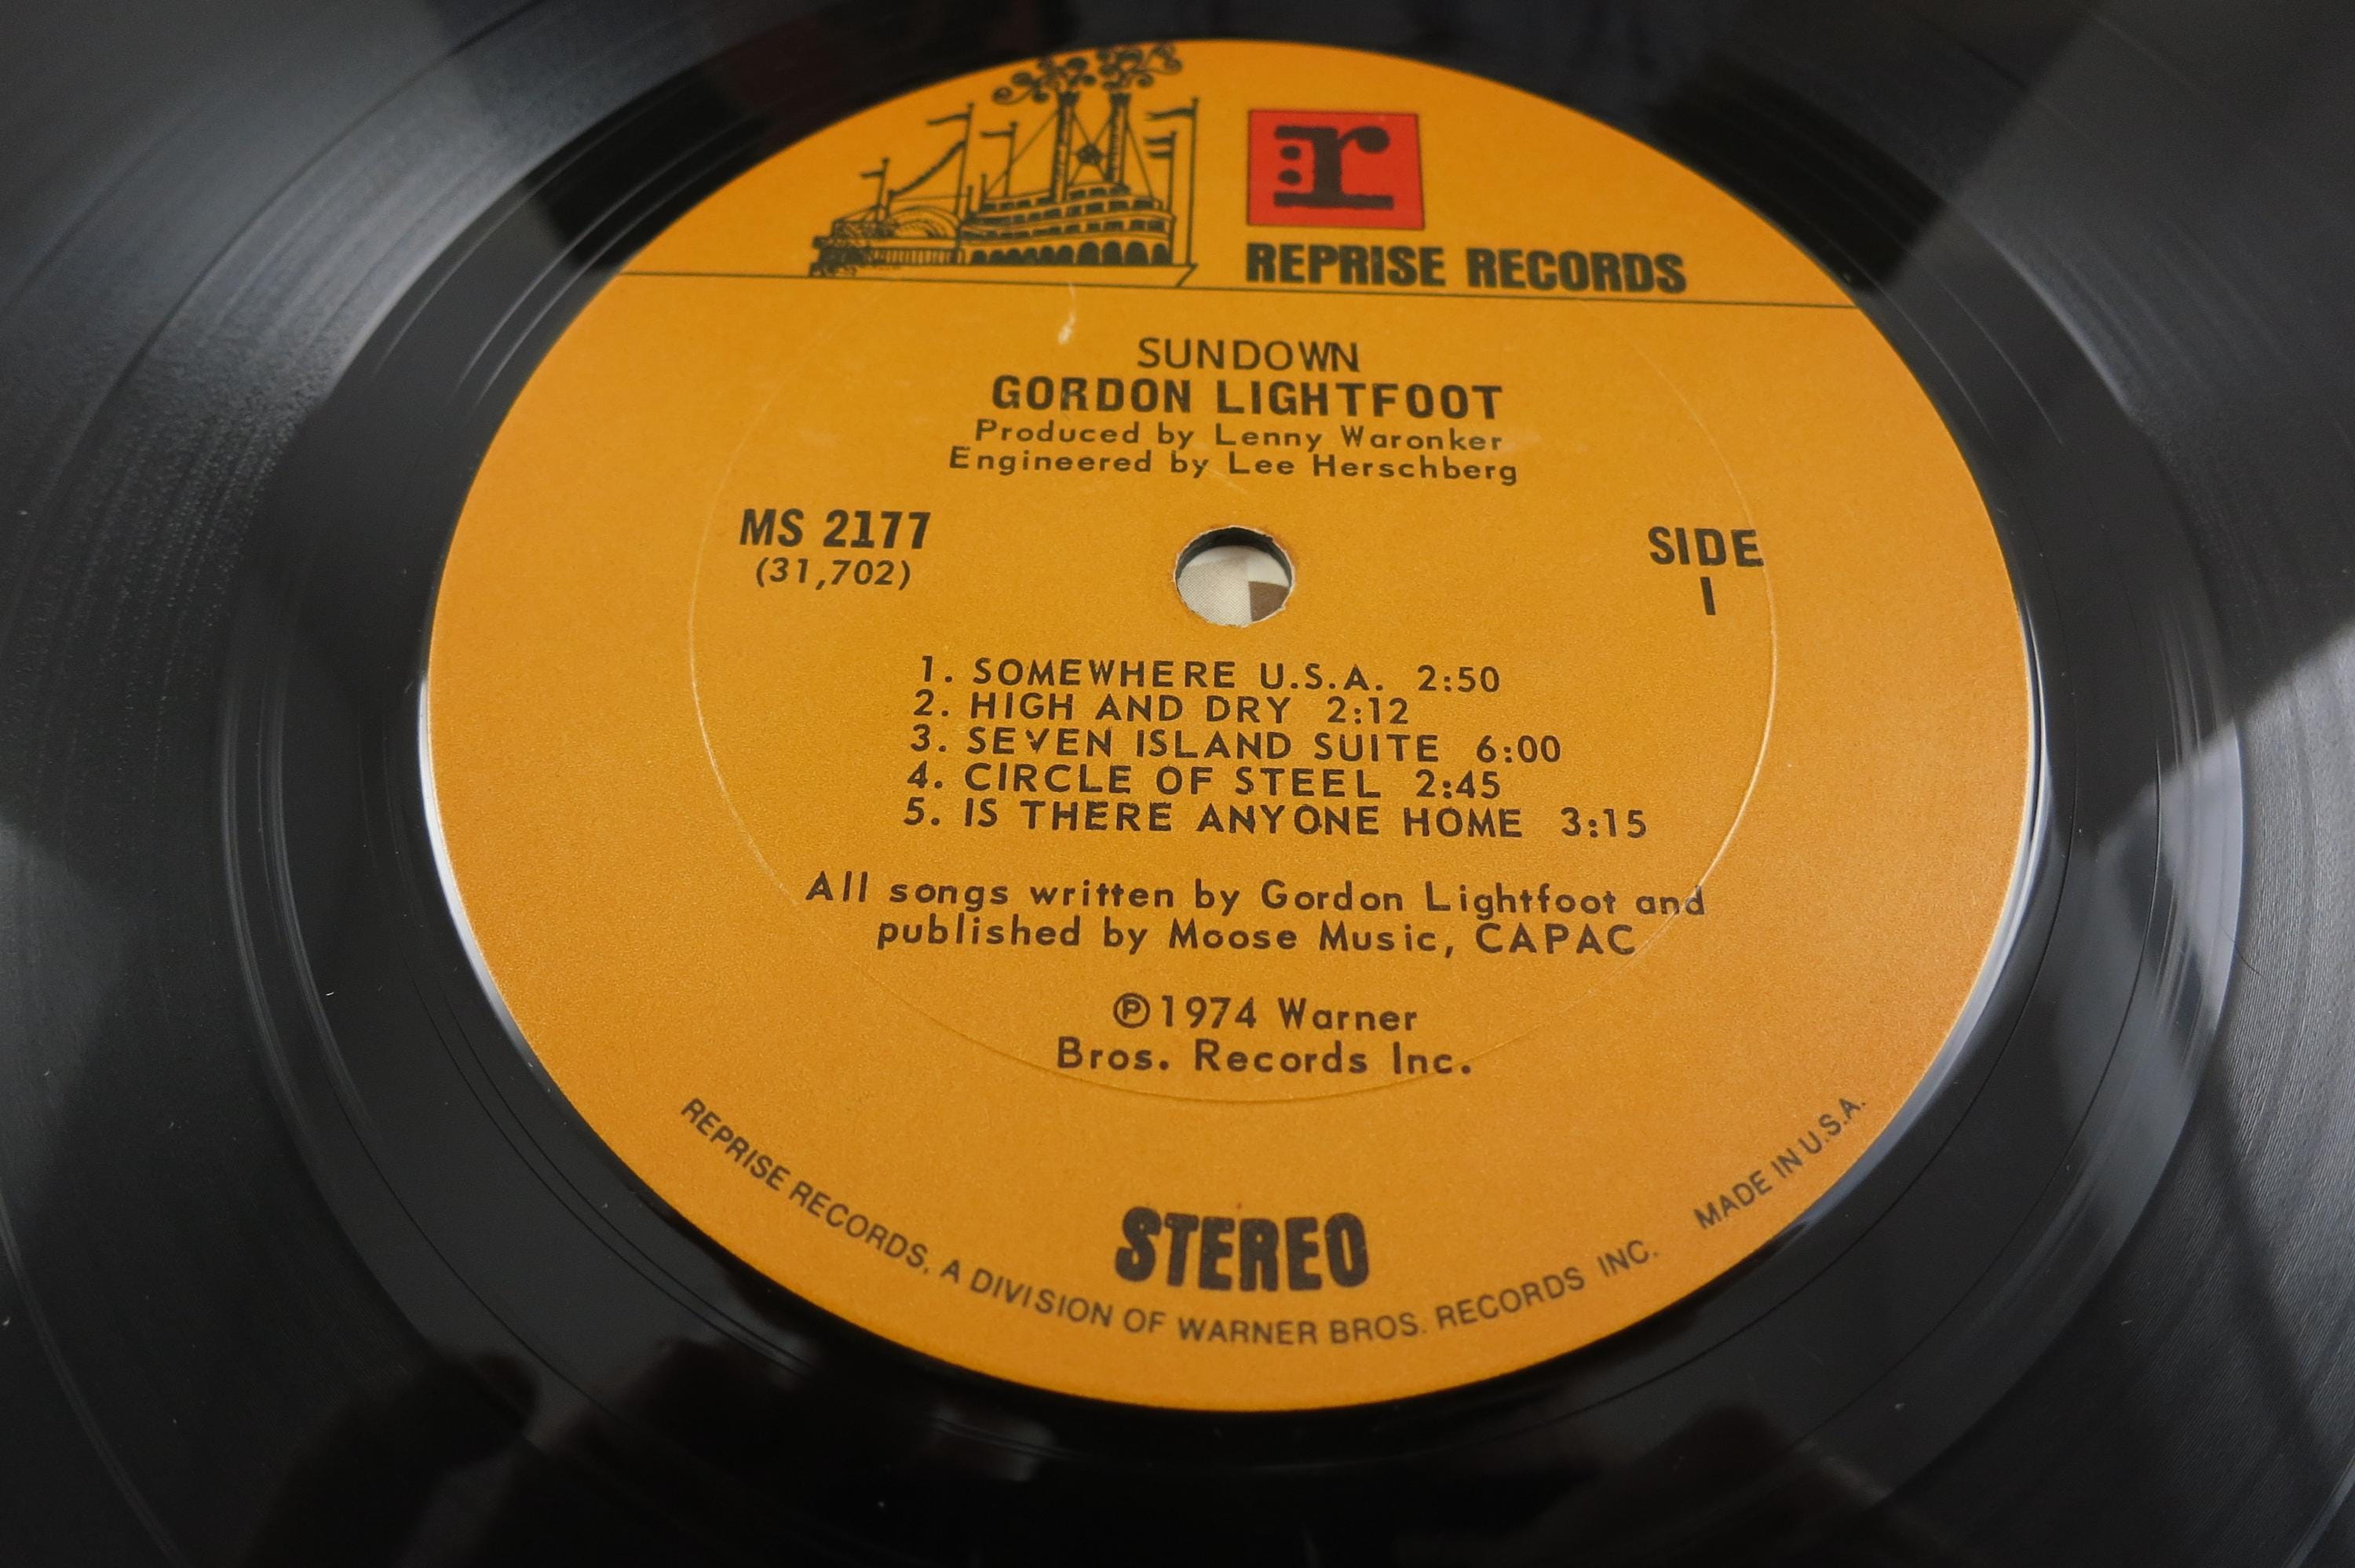 r
REPRISE RECORDS
SUNDOWN
GORDON LIGHTFOOT
Produced by Lenny Waronker
Engineered by Lee Herschberg
MS 2177
(31,702)
SIDE
1
1. SOMEWHERE U.S.A. 2:50
2. HIGH AND DRY 2:12
3. SEVEN ISLAND SUITE 6:00
4. CIRCLE OF STEEL 2:45
5. IS THERE ANYONE HOME 3:15
All songs written by Gordon Lightfoot and
published by Moose Music, CAPAC
℗1974 Warner
Bros. Records Inc.
STEREO
REPRISE RECORDS, A DIVISION OF WARNER BROS. RECORDS INC. MADE IN U.S.A.